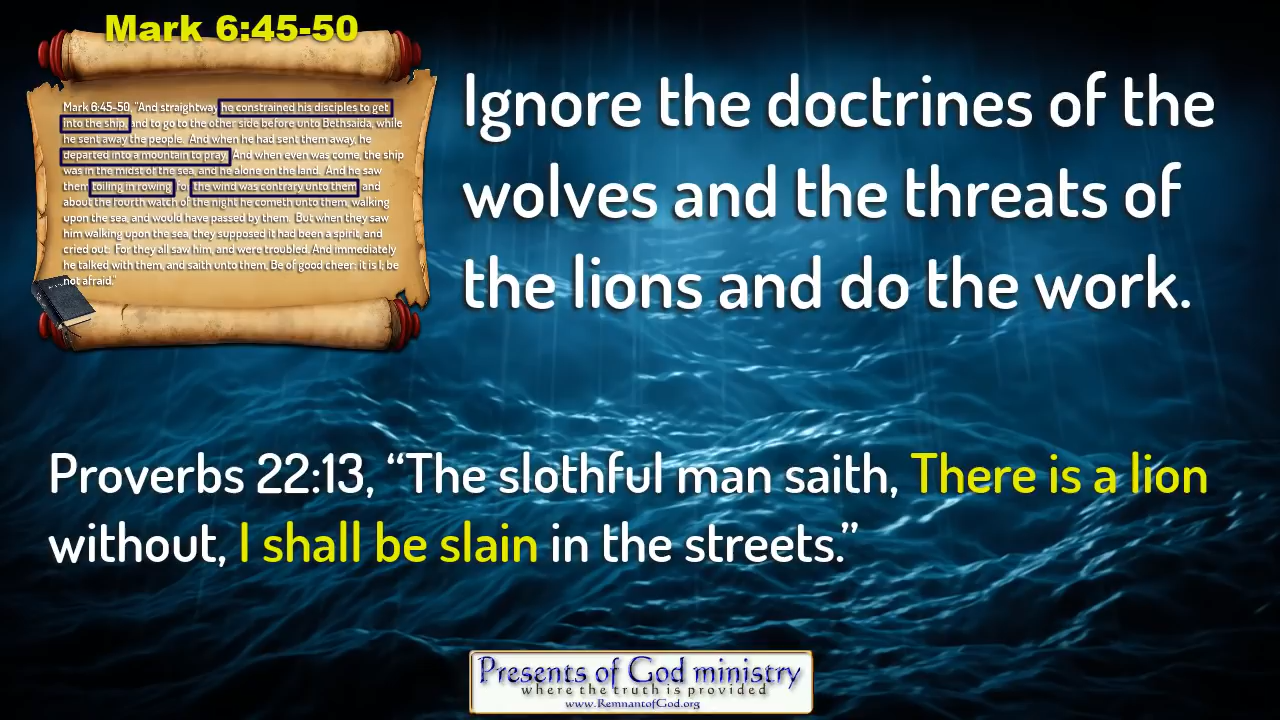 Mark 6:45-50
Mark 6:45-50, "And straightway he constrained his disciples to get
into the ship, and to go to the other side before unto Bethsaida, while
he sent away the people. And when he had sent them away, he
departed into a mountain to pray. And when even was come, the ship
was in the midst of the sea, and he alone on the land. And he saw
them toiling in rowing; for the wind was contrary unto them: and
about the fourth watch of the night he cometh unto them, walking
upon the sea, and would have passed by them. But when they saw
him walking upon the sea, they supposed it had been a spirit, and
cried out: For they all saw him, and were troubled. And immediately
he talked with them, and saith unto them, Be of good cheer: it is I; be
not afraid."
Ignore the doctrines of the
wolves and the threats of
the lions and do the work.
Proverbs 22:13, “The slothful man saith, There is a lion
without, I shall be slain in the streets.”
Presents of God ministry
where the truth is provided
www.RemnantofGod.org